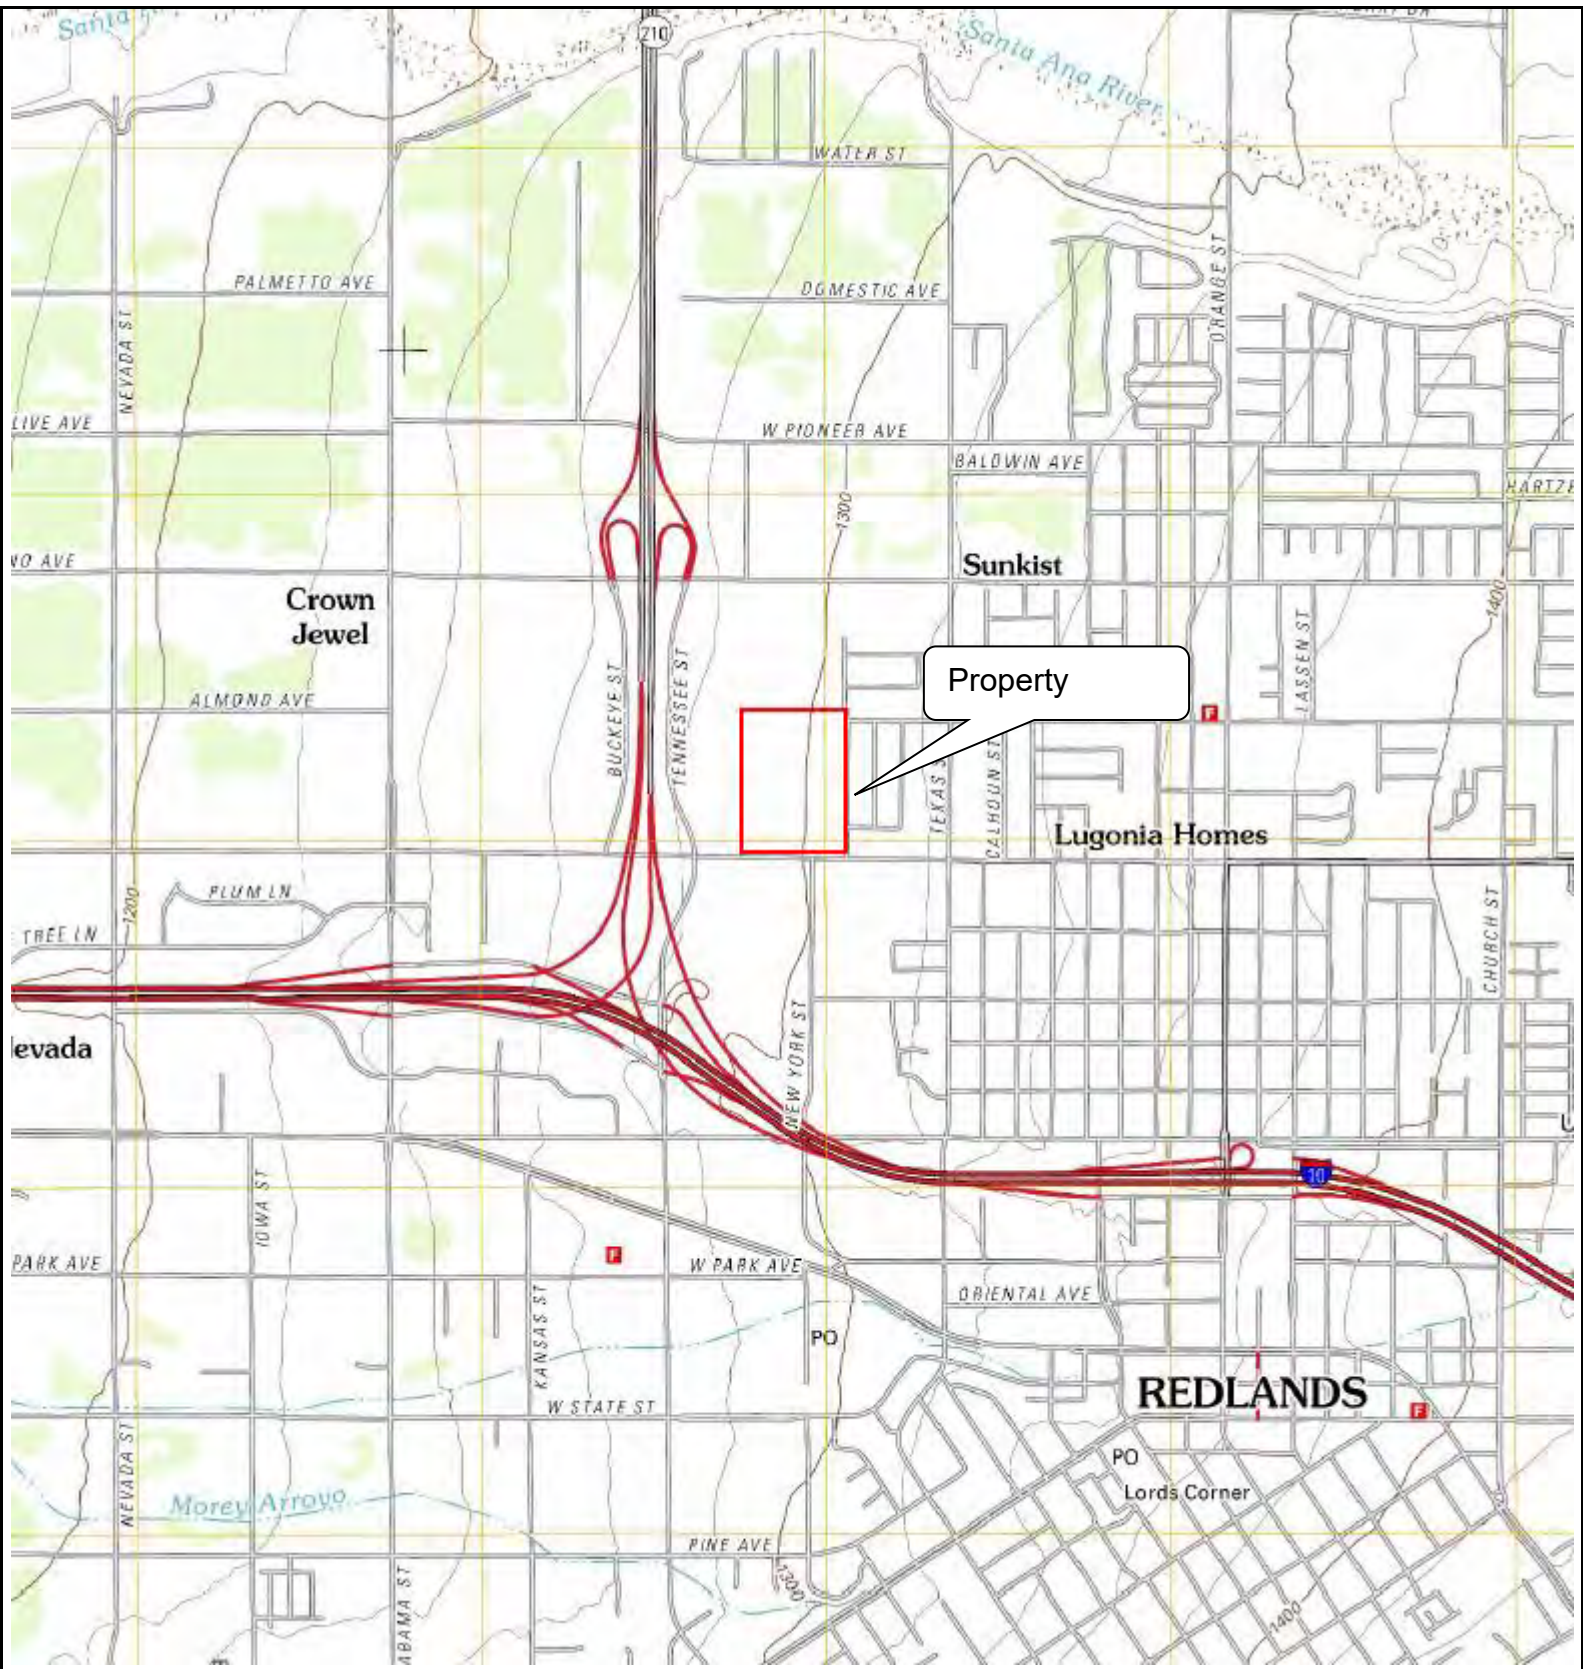 Santa
210
Santa Ana River
WATER ST
PALMETTO AVE
DOMESTIC AVE
ORANGE ST
NEVADA ST
LIVE AVE
W PIONEER AVE
BALDWIN AVE
HARTZE
1300
NO AVE
Sunkist
Crown
Jewel
1400
LASSEN ST
BUCKEYE ST
TENNESSEE ST
Property
ALMOND AVE
F
TEXAS S
CALHOUN ST
Lugonia Homes
PLUM LN
1200
TREE LN
CHURCH ST
levada
NEW YORK ST
10
IOWA ST
PARK AVE
F
W PARK AVE
ORIENTAL AVE
KANSAS ST
PO
REDLANDS
W STATE ST
F
NEVADA ST
PO
Lords Corner
Morey Arroyo
PINE AVE
1300
ABAMA ST
1400